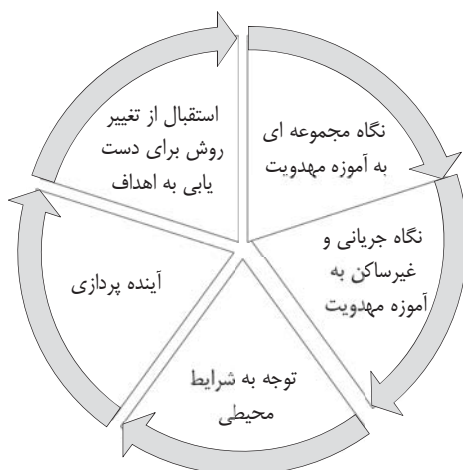 نگاه مجموعه ای
به آموزه مهدویت
نگاه جریانی و
غیرساکن به
آموزه مهدویت
توجه به شرایط
محیطی
آینده پردازی
استقبال از تغییر
روش برای دست
یابی به اهداف